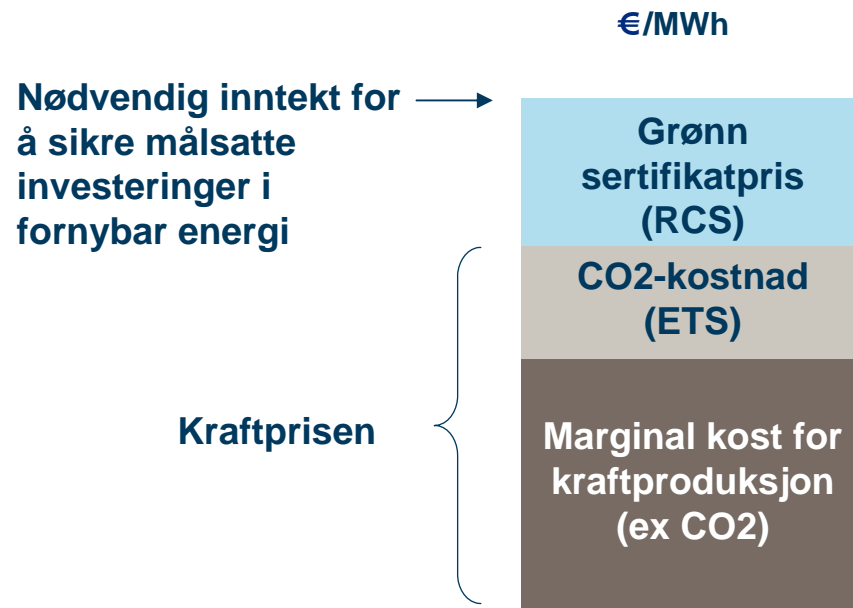 €/MWh
Nødvendig inntekt for
å sikre målsatte
investeringer i
fornybar energi
Grønn
sertifikatpris
(RCS)
CO2-kostnad
(ETS)
Kraftprisen
Marginal kost for
kraftproduksjon
(ex CO2)